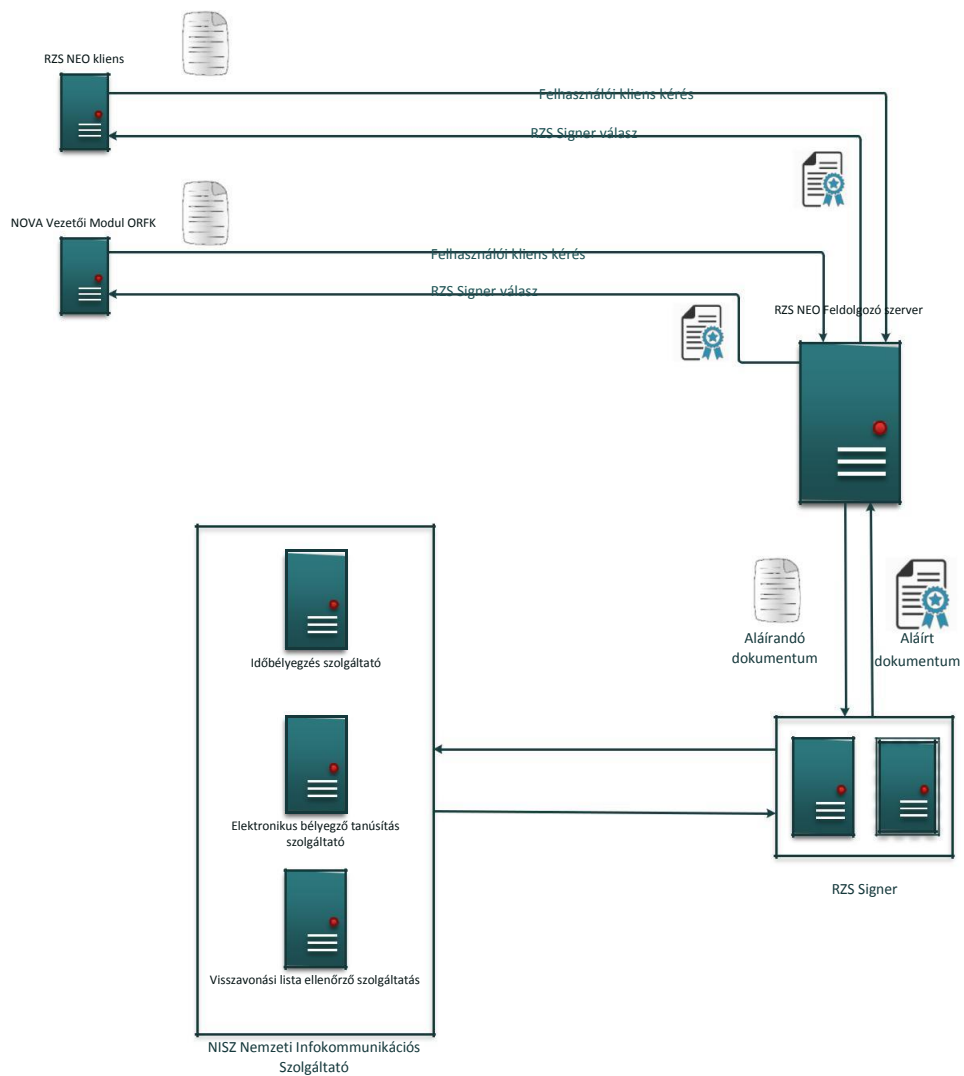 RZS NEO kliens
Felhasználói kliens kérés
RZS Signer válasz
NOVA Vezetői Modul ORFK
Felhasználói kliens kérés
RZS Signer válasz
RZS NEO Feldolgozó szerver
Aláírandó
dokumentum
Aláírt
dokumentum
Időbélyegzés szolgáltató
Elektronikus bélyegző tanúsítás
szolgáltató
Visszavonási lista ellenőrző szolgáltatás
RZS Signer
NISZ Nemzeti Infokommunikációs
Szolgáltató